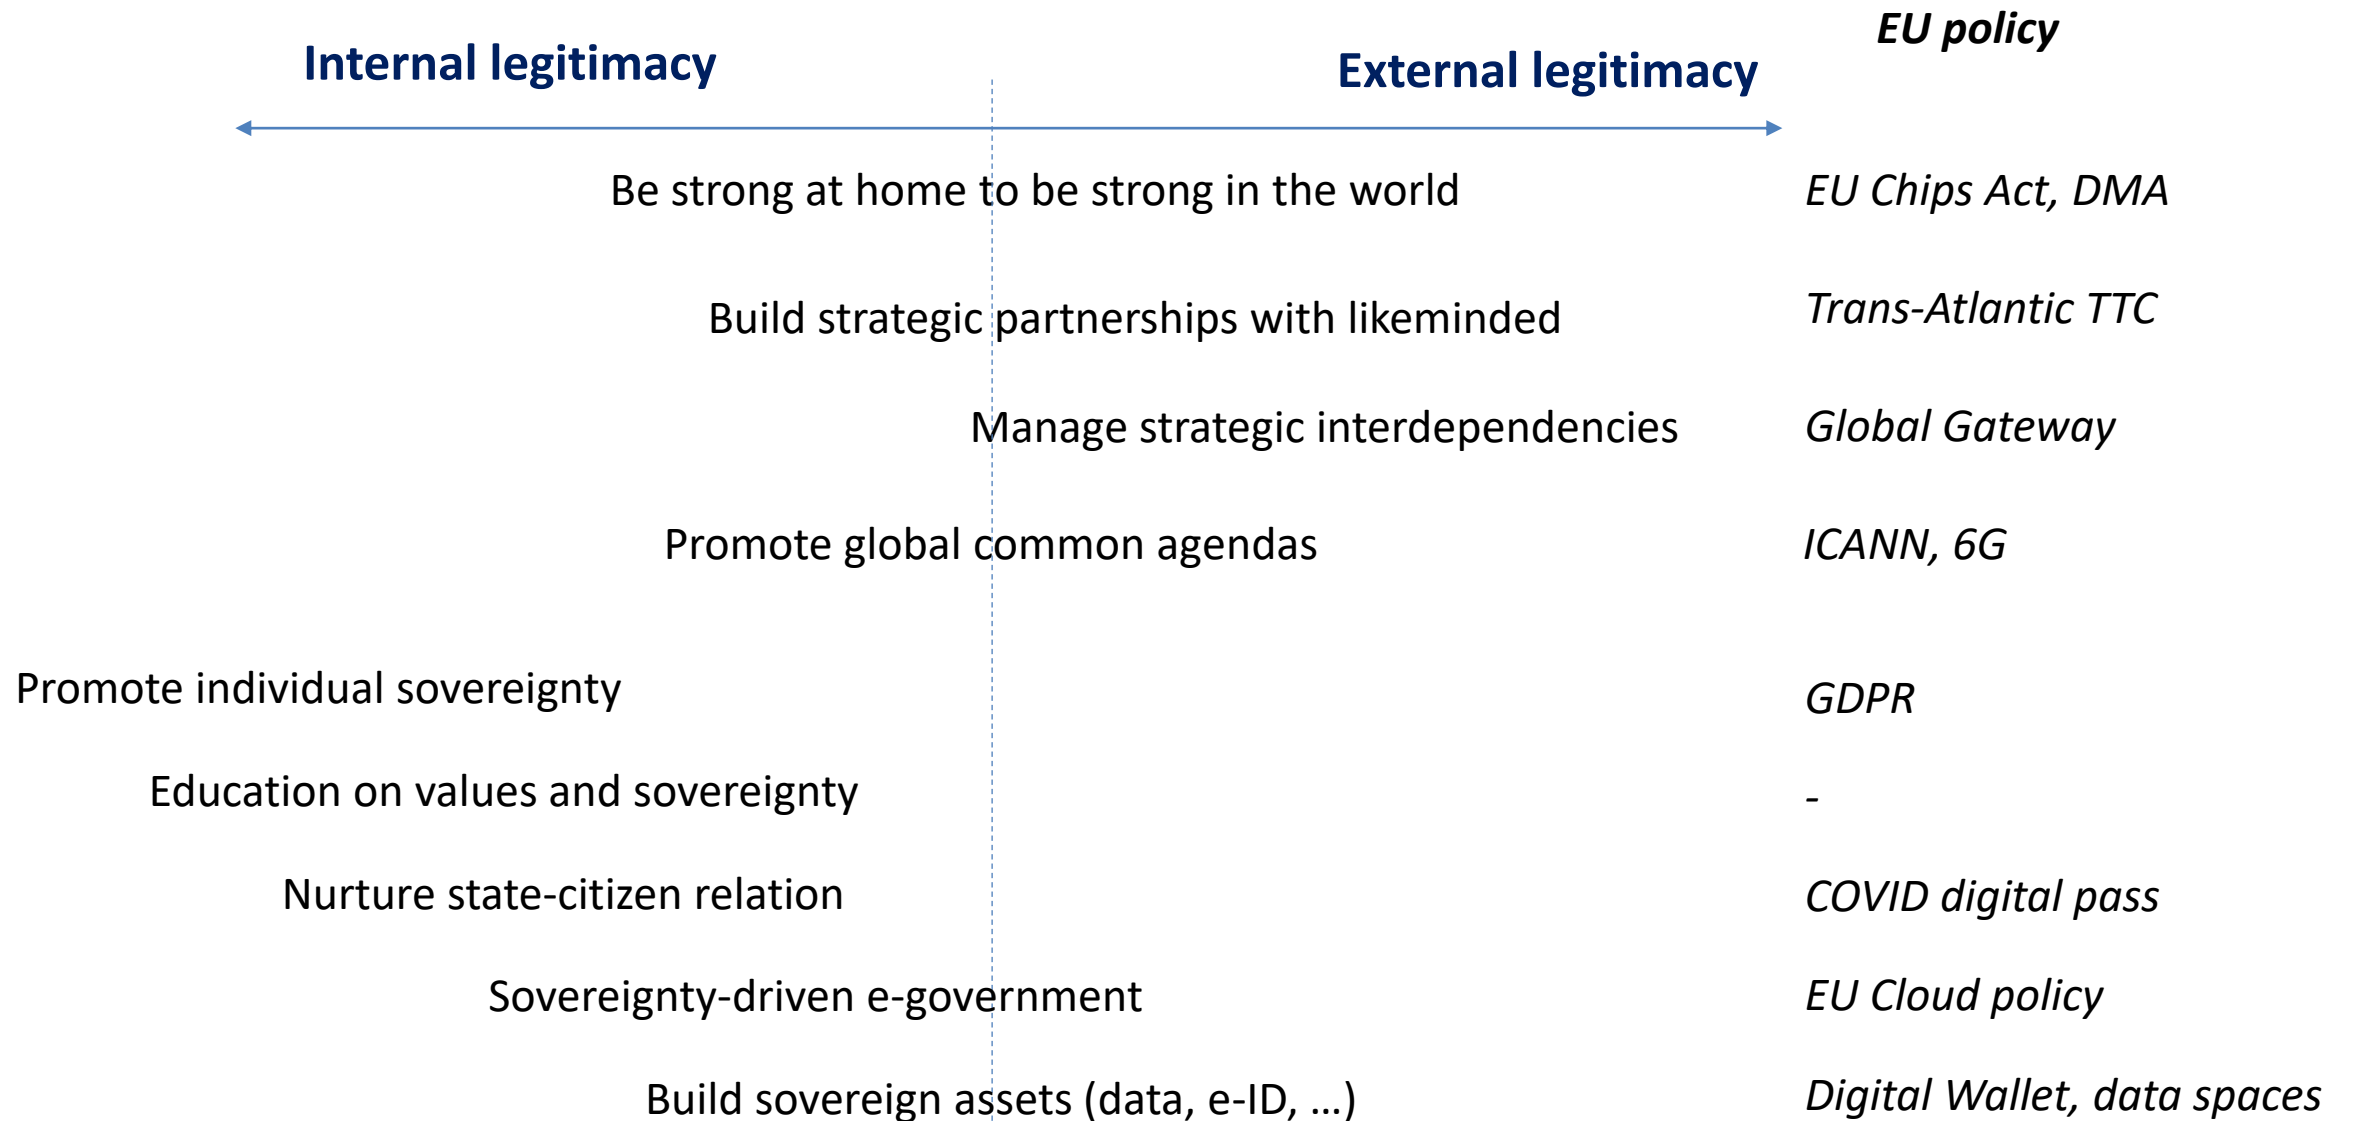 EU policy
Internal legitimacy
External legitimacy
Be strong at home to be strong in the world
EU Chips Act, DMA
Build strategic partnerships with likeminded
Trans-Atlantic TTC
Manage strategic interdependencies
Global Gateway
Promote global common agendas
ICANN, 6G
Promote individual sovereignty
GDPR
Education on values and sovereignty
-
Nurture state-citizen relation
COVID digital pass
Sovereignty-driven e-government
EU Cloud policy
Build sovereign assets (data, e-ID, …)
Digital Wallet, data spaces